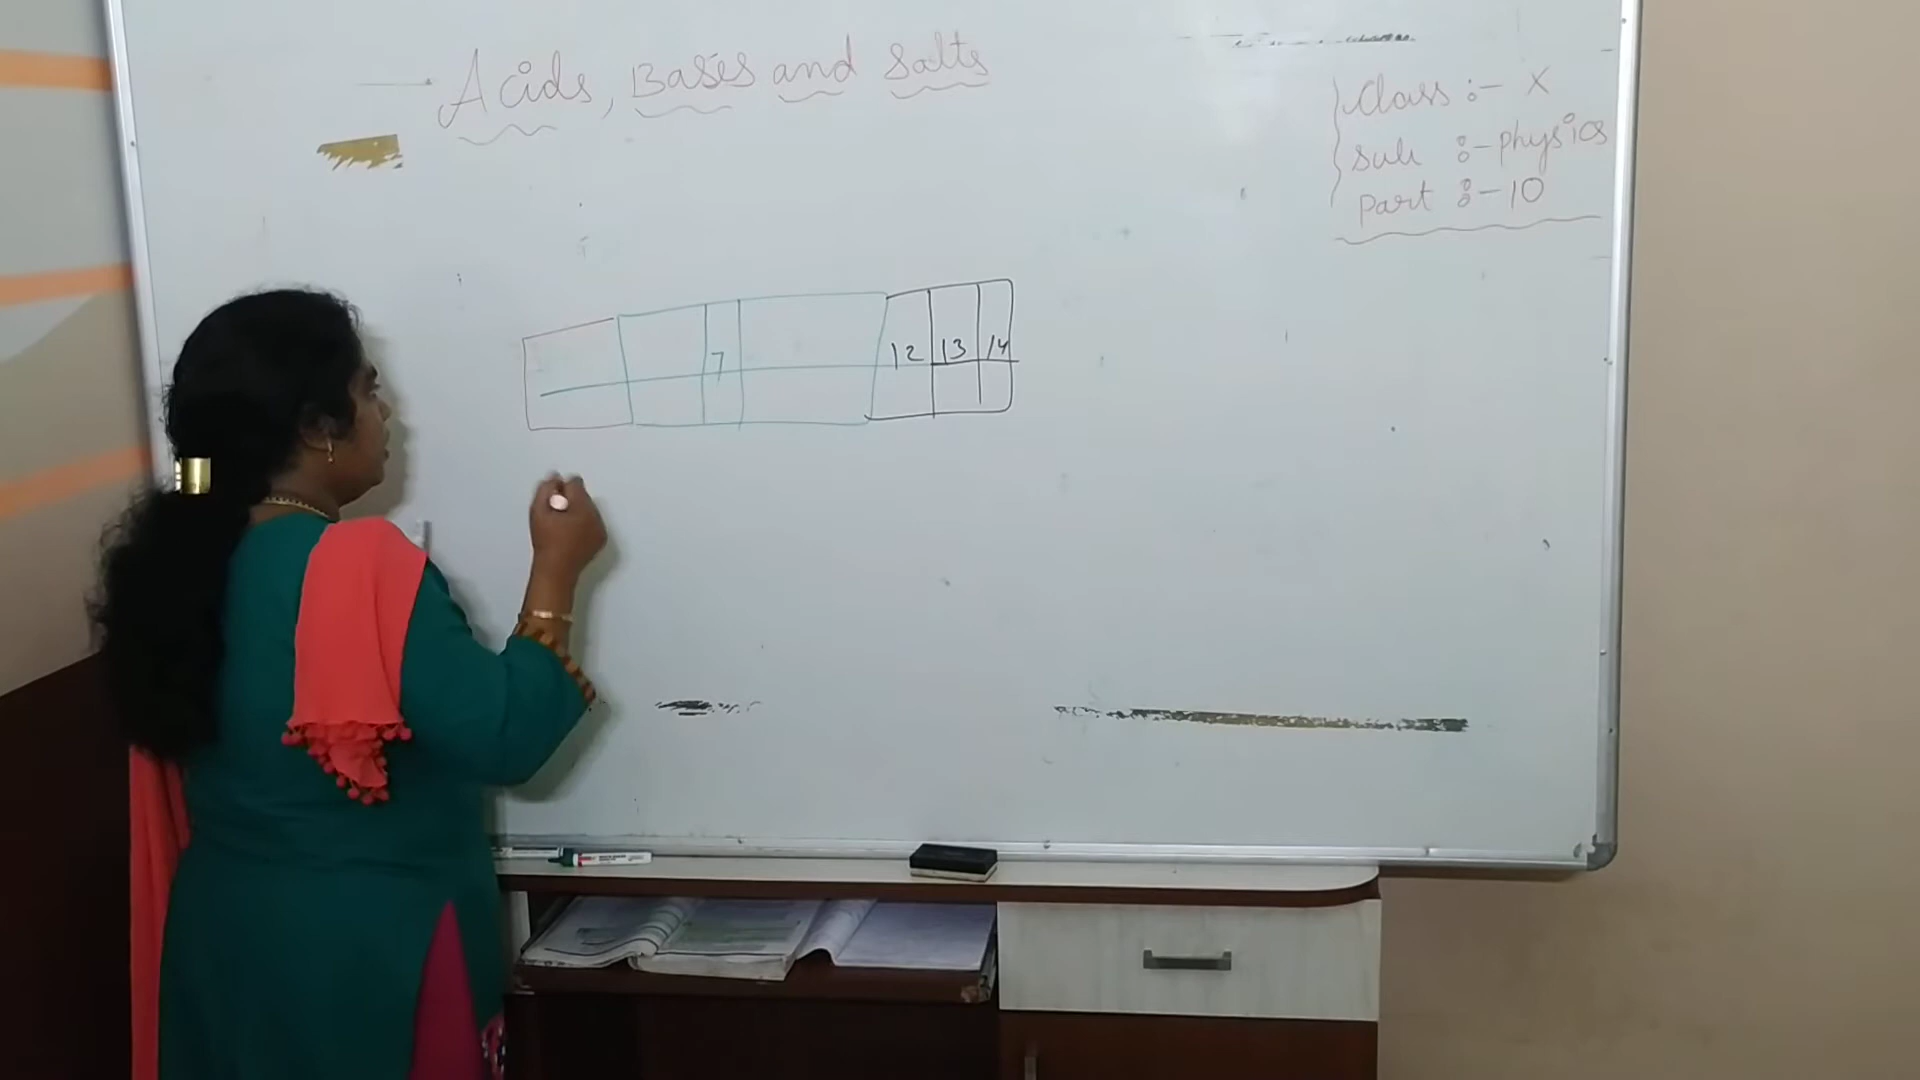 Acids, Bases and Salts
Class :- X
Sub :- physics
Part :- 10
7 12 13 14